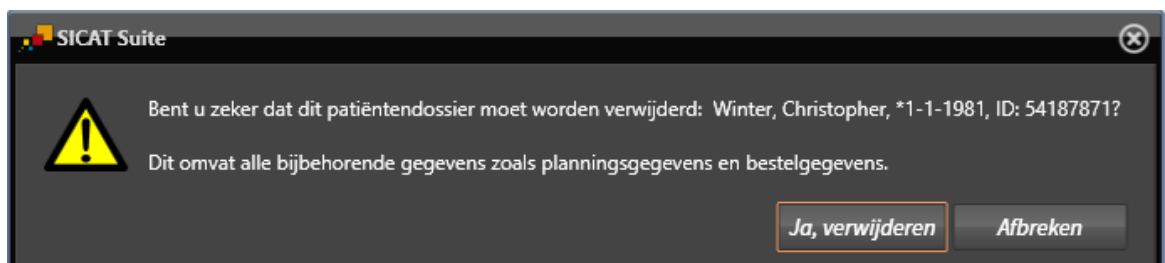 SICAT Suite
Bent u zeker dat dit patiëntendossier moet worden verwijderd: Winter, Christopher, *1-1-1981, ID: 54187871?
Dit omvat alle bijbehorende gegevens zoals planningsgegevens en bestelgegevens.
Ja, verwijderen Afbreken